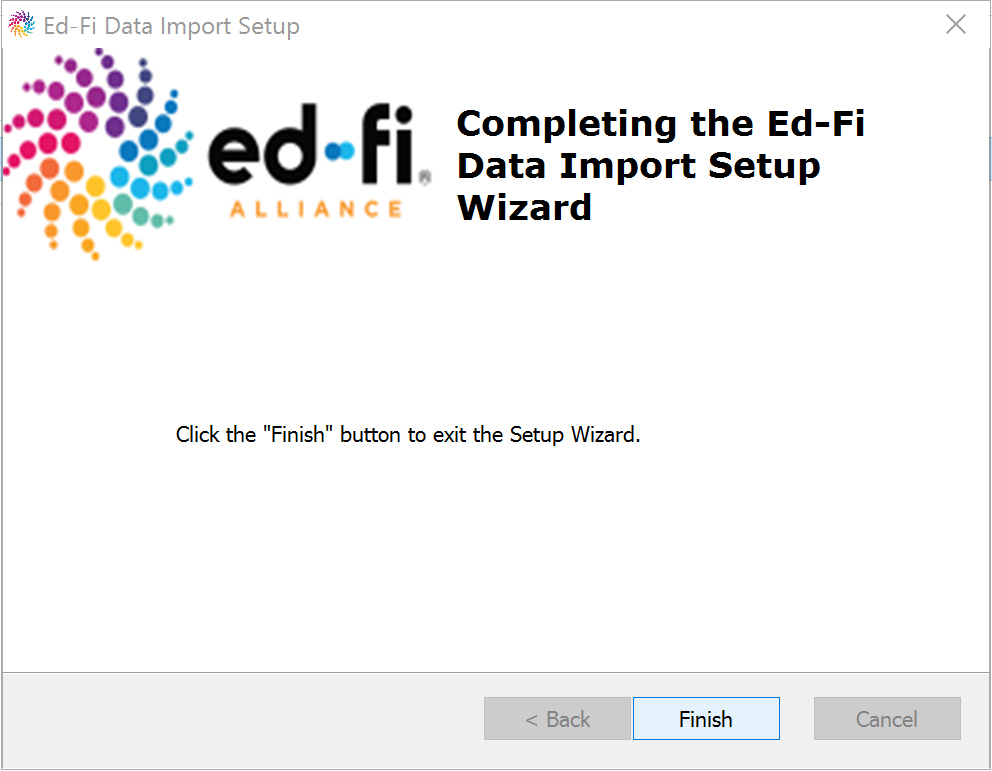 Ed-Fi Data Import Setup
ed-fi®
ALLIANCE
Completing the Ed-Fi
Data Import Setup
Wizard
Click the "Finish" button to exit the Setup Wizard.
< Back
Finish
Cancel